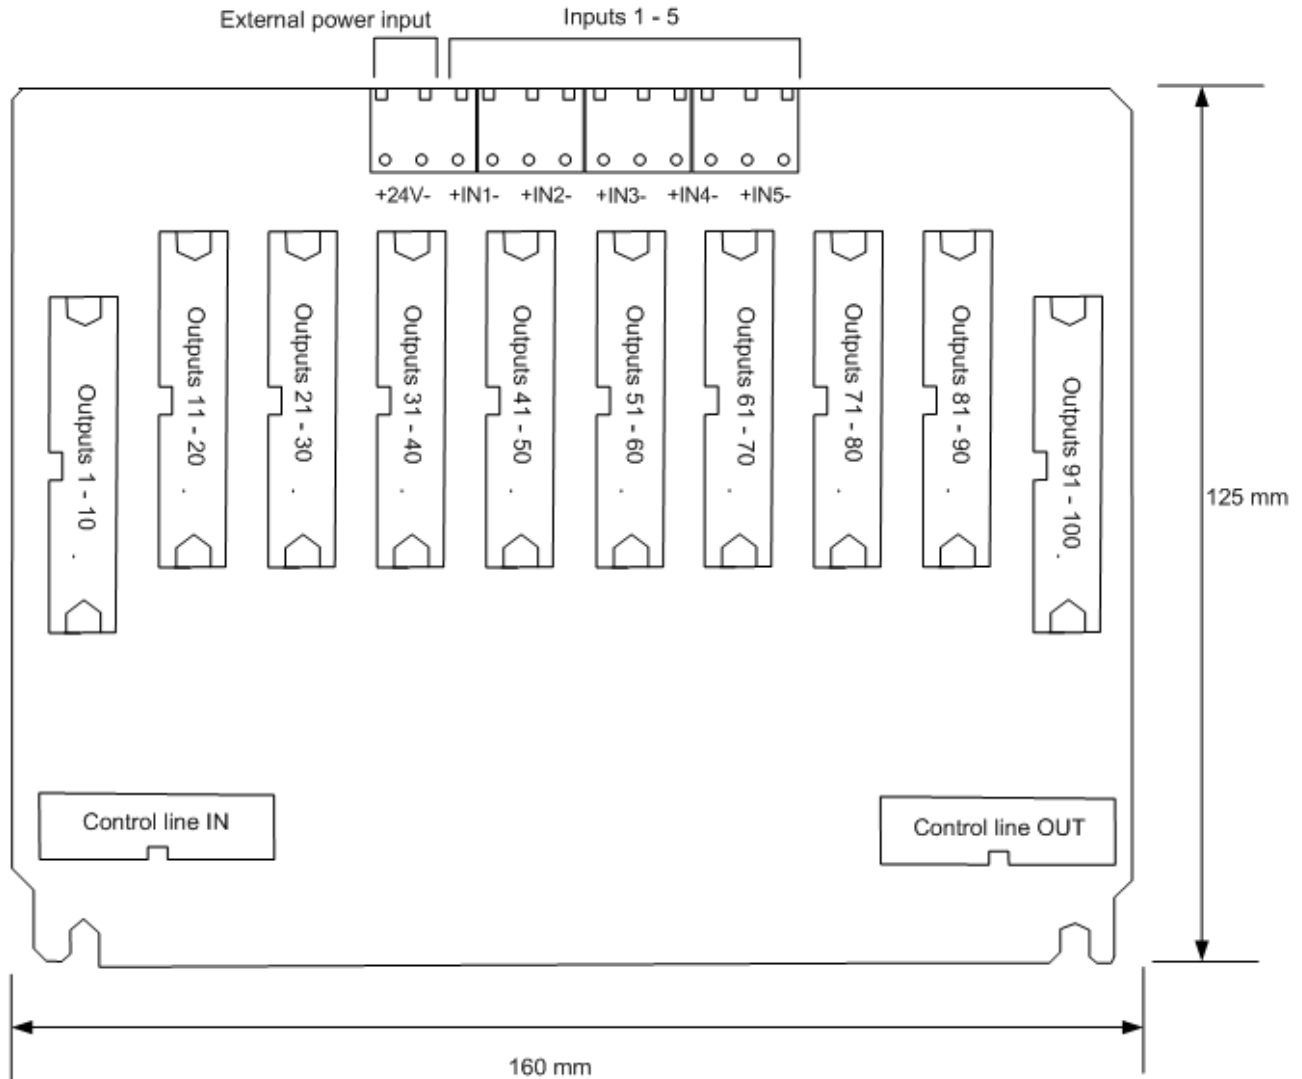 External power input
Inputs 1 - 5
+24V-
+IN1-
+IN2-
+IN3-
+IN4-
+IN5-
Outputs 1 - 10
Outputs 11 - 20
Outputs 21 - 30
Outputs 31 - 40
Outputs 41 - 50
Outputs 51 - 60
Outputs 61 - 70
Outputs 71 - 80
Outputs 81 - 90
Outputs 91 - 100
125 mm
Control line IN
Control line OUT
160 mm